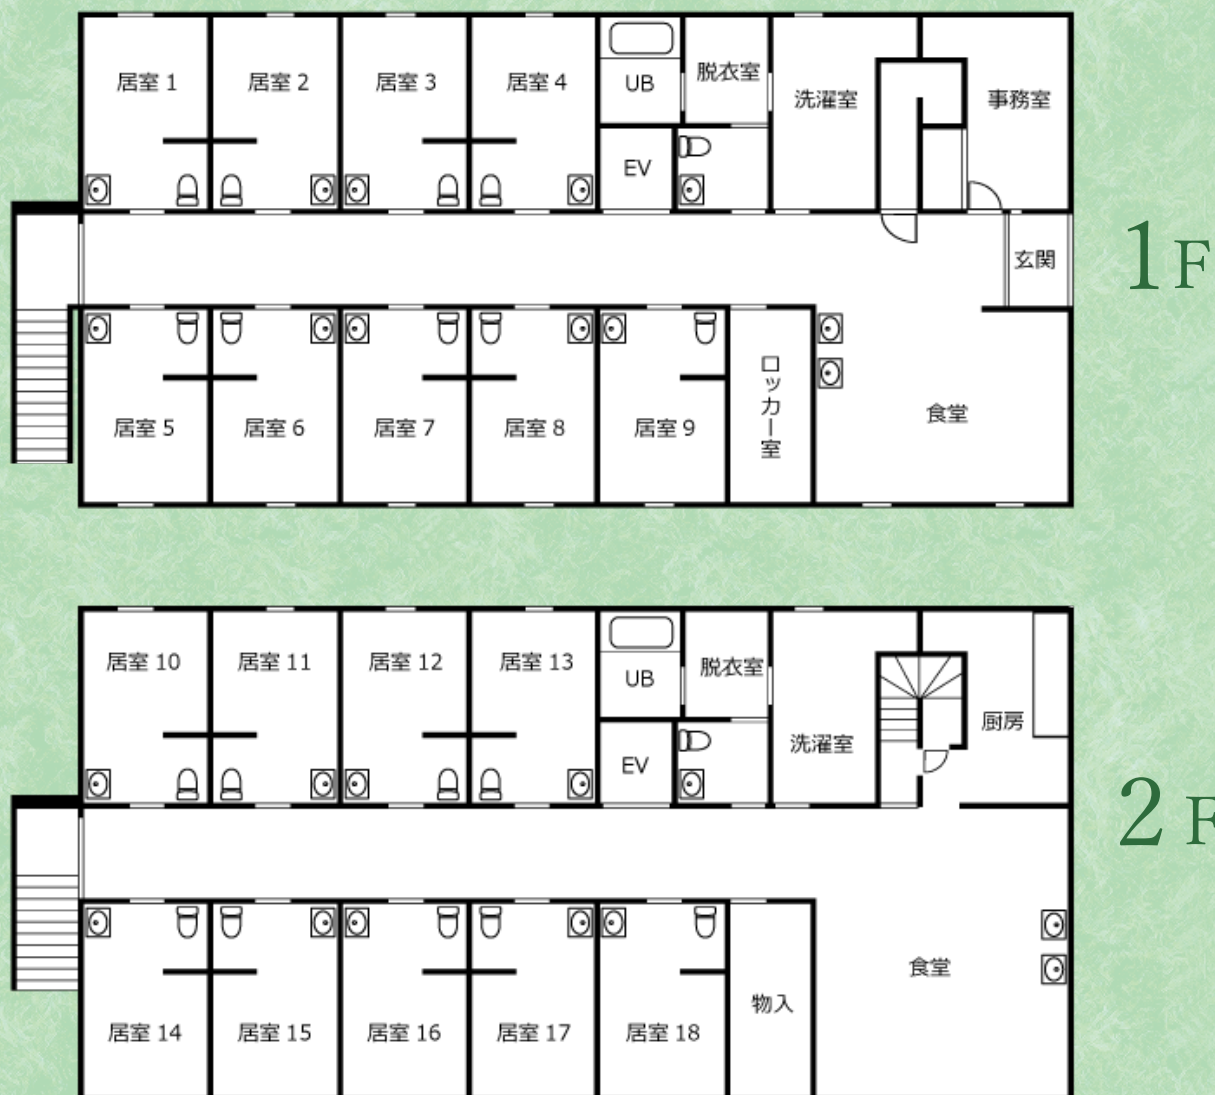 居室 1
居室 2
居室 3
居室 4
UB
脱衣室
洗濯室
事務室
EV
玄関
1F
居室 5
居室 6
居室 7
居室 8
居室 9
ロッカー室
食堂
居室 10
居室 11
居室 12
居室 13
UB
脱衣室
洗濯室
厨房
EV
2 F
居室 14
居室 15
居室 16
居室 17
居室 18
物入
食堂